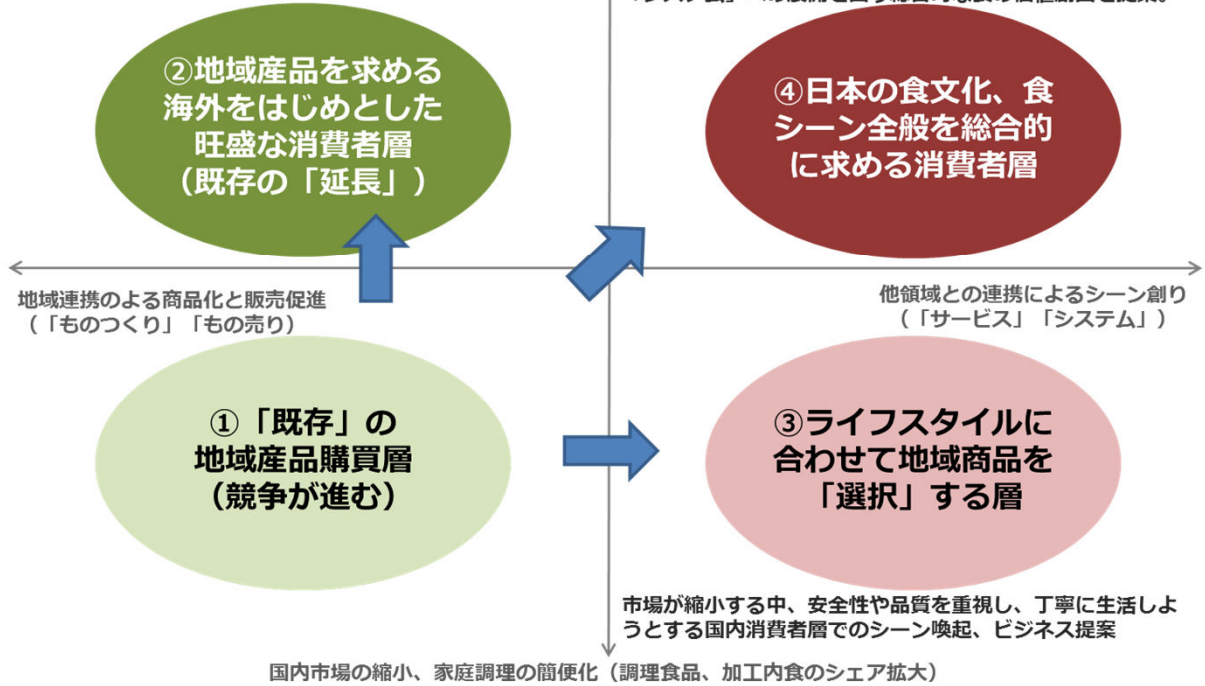 ②地域産品を求める
海外をはじめとした
旺盛な消費者層
（既存の「延長」）
④日本の食文化、食
シーン全般を総合的
に求める消費者層
地域連携のよる商品化と販売促進
（「ものつくり」「もの売り）
他領域との連携によるシーン創り
（「サービス」「システム」）
①「既存」の
地域産品購買層
（競争が進む）
③ライフスタイルに
合わせて地域商品を
「選択」する層
市場が縮小する中、安全性や品質を重視し、丁寧に生活しよ
うとする国内消費者層でのシーン喚起、ビジネス提案
国内市場の縮小、家庭調理の簡便化（調理食品、加工内食のシェア拡大）